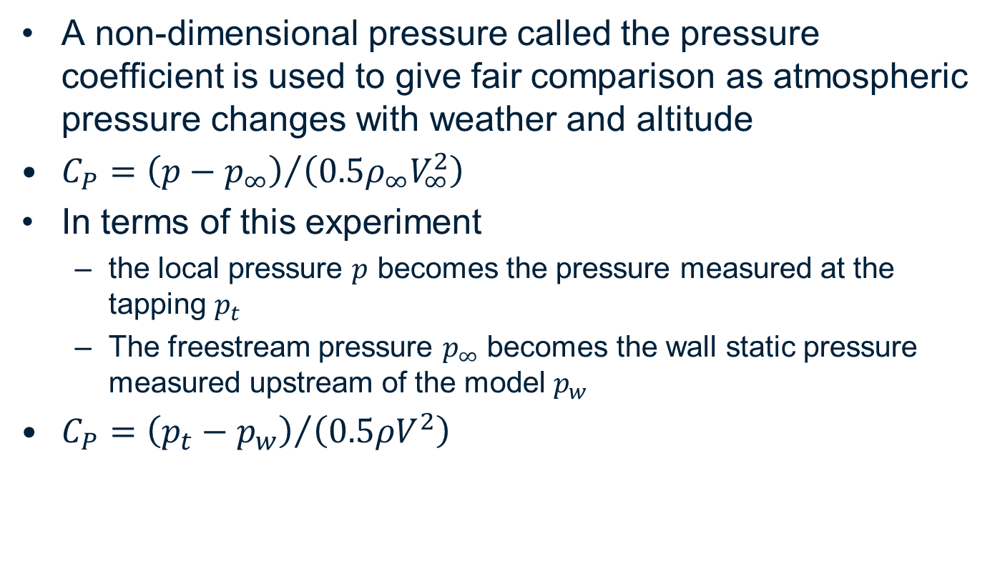 • A non-dimensional pressure called the pressure
coefficient is used to give fair comparison as atmospheric
pressure changes with weather and altitude
• $C_P = (p - p_\infty)/(0.5\rho_\infty V_\infty^2)$
• In terms of this experiment
– the local pressure $p$ becomes the pressure measured at the
tapping $p_t$
– The freestream pressure $p_\infty$ becomes the wall static pressure
measured upstream of the model $p_w$
• $C_P = (p_t - p_w)/(0.5\rho V^2)$